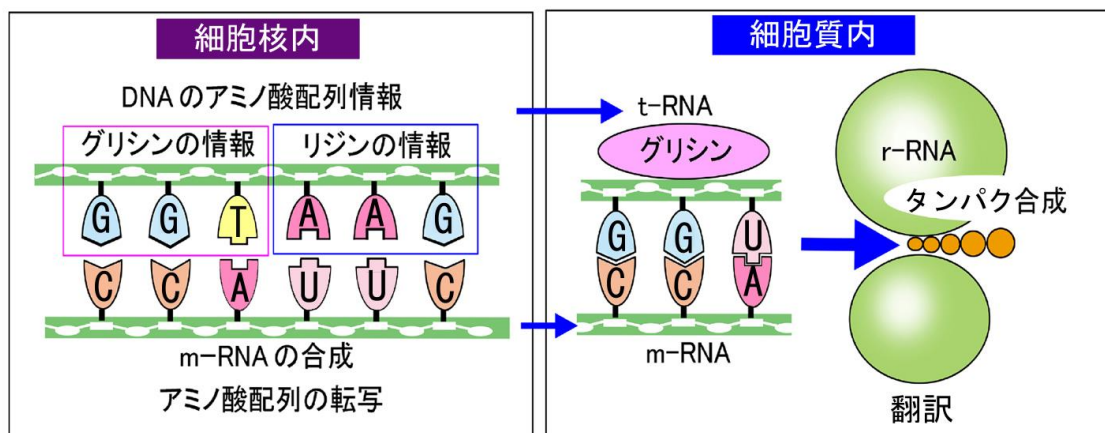 細胞核内
DNAのアミノ酸配列情報
グリシンの情報
リジンの情報
G G T A A G
C C A U U C
m-RNAの合成
アミノ酸配列の転写
細胞質内
t-RNA
グリシン
G G U
C C A
m-RNA
r-RNA
タンパク合成
翻訳